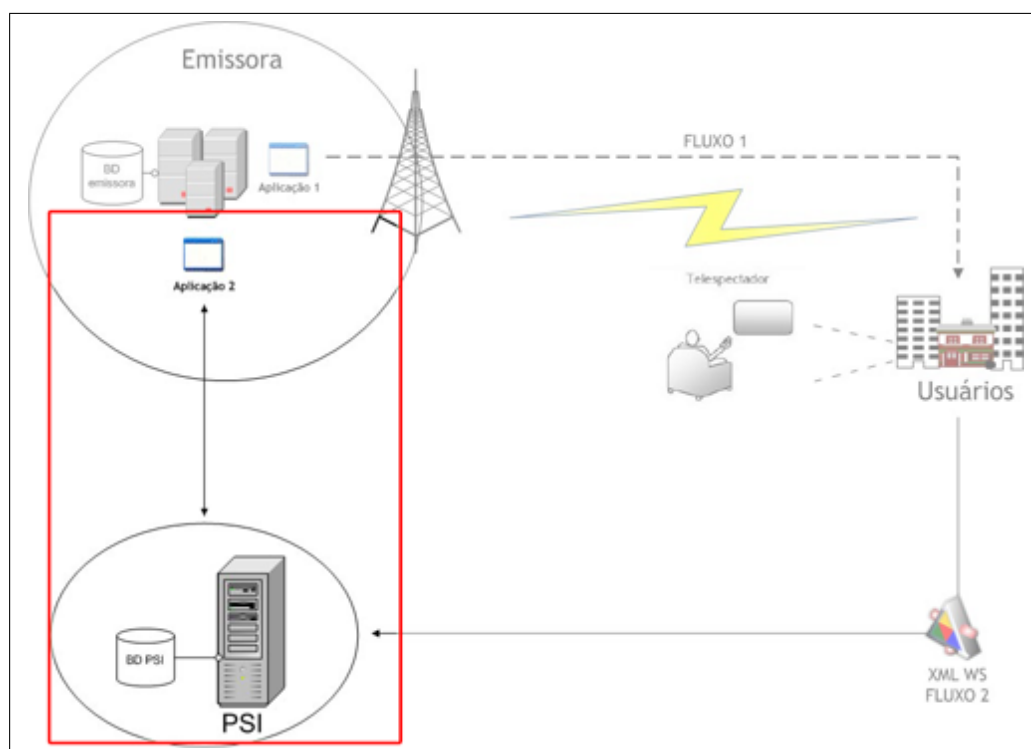 Emissora
BD
emissora
Aplicação 1
FLUXO 1
Aplicação 2
Telespectador
Usuários
BD PSI
PSI
XML WS
FLUXO 2